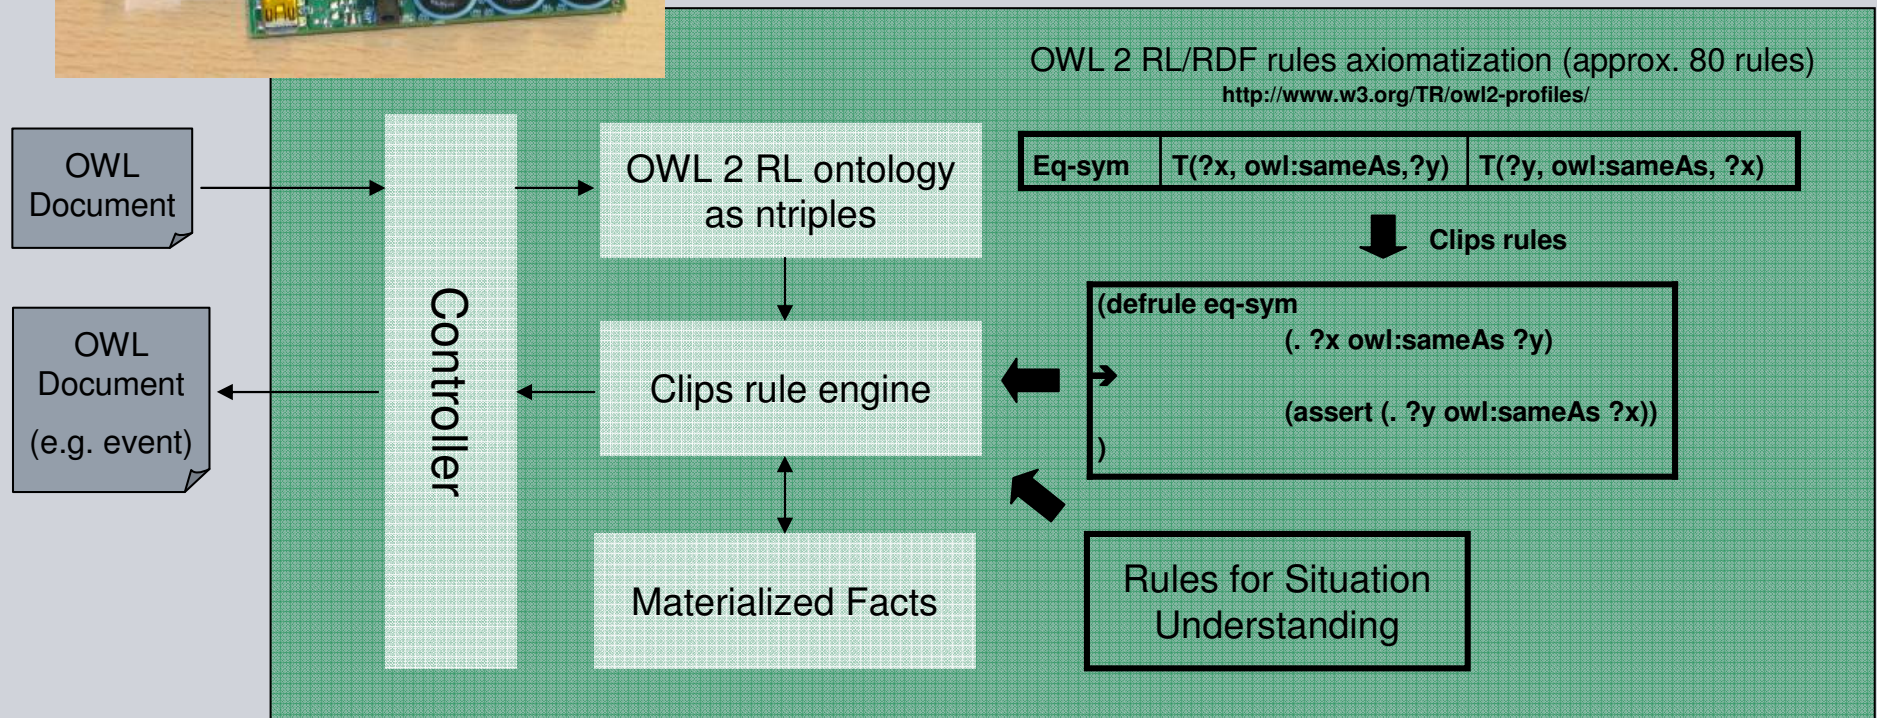 OWL 2 RL/RDF rules axiomatization (approx. 80 rules)
http://www.w3.org/TR/owl2-profiles/
OWL
Document
OWL
Document
(e.g. event)
Controller
OWL 2 RL ontology
as ntriples
Clips rule engine
Materialized Facts
Eq-sym T(?x, owl:sameAs,?y) T(?y, owl:sameAs, ?x)
Clips rules
(defrule eq-sym
(. ?x owl:sameAs ?y)
➔
(assert (. ?y owl:sameAs ?x))
)
Rules for Situation
Understanding